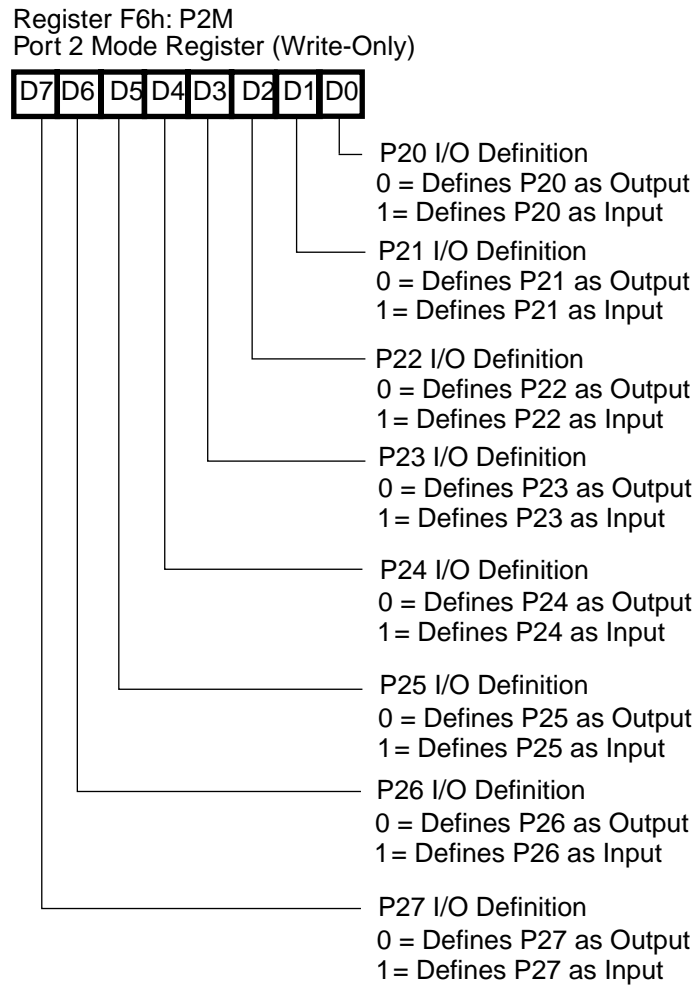 Register F6h: P2M
Port 2 Mode Register (Write-Only)
D7 D6 D5 D4 D3 D2 D1 D0
P20 I/O Definition
0 = Defines P20 as Output
1= Defines P20 as Input
P21 I/O Definition
0 = Defines P21 as Output
1= Defines P21 as Input
P22 I/O Definition
0 = Defines P22 as Output
1= Defines P22 as Input
P23 I/O Definition
0 = Defines P23 as Output
1= Defines P23 as Input
P24 I/O Definition
0 = Defines P24 as Output
1= Defines P24 as Input
P25 I/O Definition
0 = Defines P25 as Output
1= Defines P25 as Input
P26 I/O Definition
0 = Defines P26 as Output
1= Defines P26 as Input
P27 I/O Definition
0 = Defines P27 as Output
1= Defines P27 as Input